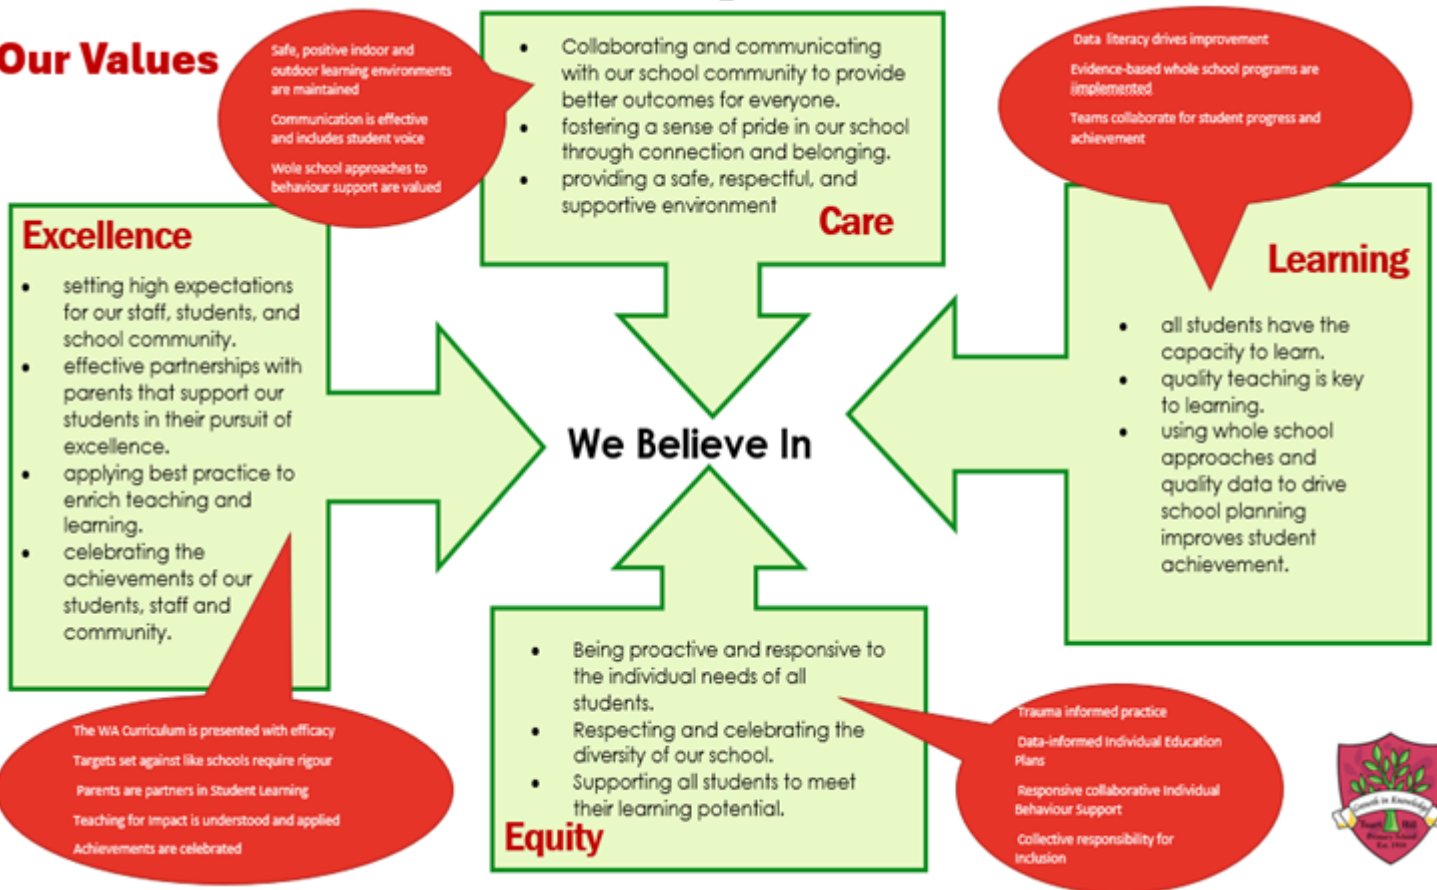 Our Values
Safe, positive indoor and
outdoor learning environments
are maintained
Communication is effective
and includes student voice
Wole school approaches to
behaviour support are valued
• Collaborating and communicating
with our school community to provide
better outcomes for everyone.
• fostering a sense of pride in our school
through connection and belonging.
• providing a safe, respectful, and
supportive environment
Care
Data literacy drives improvement
Evidence-based whole school programs are
iimplemented
Teams collaborate for student progress and
achievement
Excellence
• setting high expectations
for our staff, students, and
school community.
• effective partnerships with
parents that support our
students in their pursuit of
excellence.
• applying best practice to
enrich teaching and
learning.
• celebrating the
achievements of our
students, staff and
community.
Learning
• all students have the
capacity to learn.
• quality teaching is key
to learning.
• using whole school
approaches and
quality data to drive
school planning
improves student
achievement.
We Believe In
• Being proactive and responsive to
the individual needs of all
students.
• Respecting and celebrating the
diversity of our school.
• Supporting all students to meet
their learning potential.
Equity
The WA Curriculum is presented with efficacy
Targets set against like schools require rigour
Parents are partners in Student Learning
Teaching for Impact is understood and applied
Achievements are celebrated
Trauma informed practice
Data-informed Individual Education
Plans
Responsive collaborative Individual
Behaviour Support
Collective responsibility for
Inclusion
Growth in Knowledge
Tuart Hill
Primary School